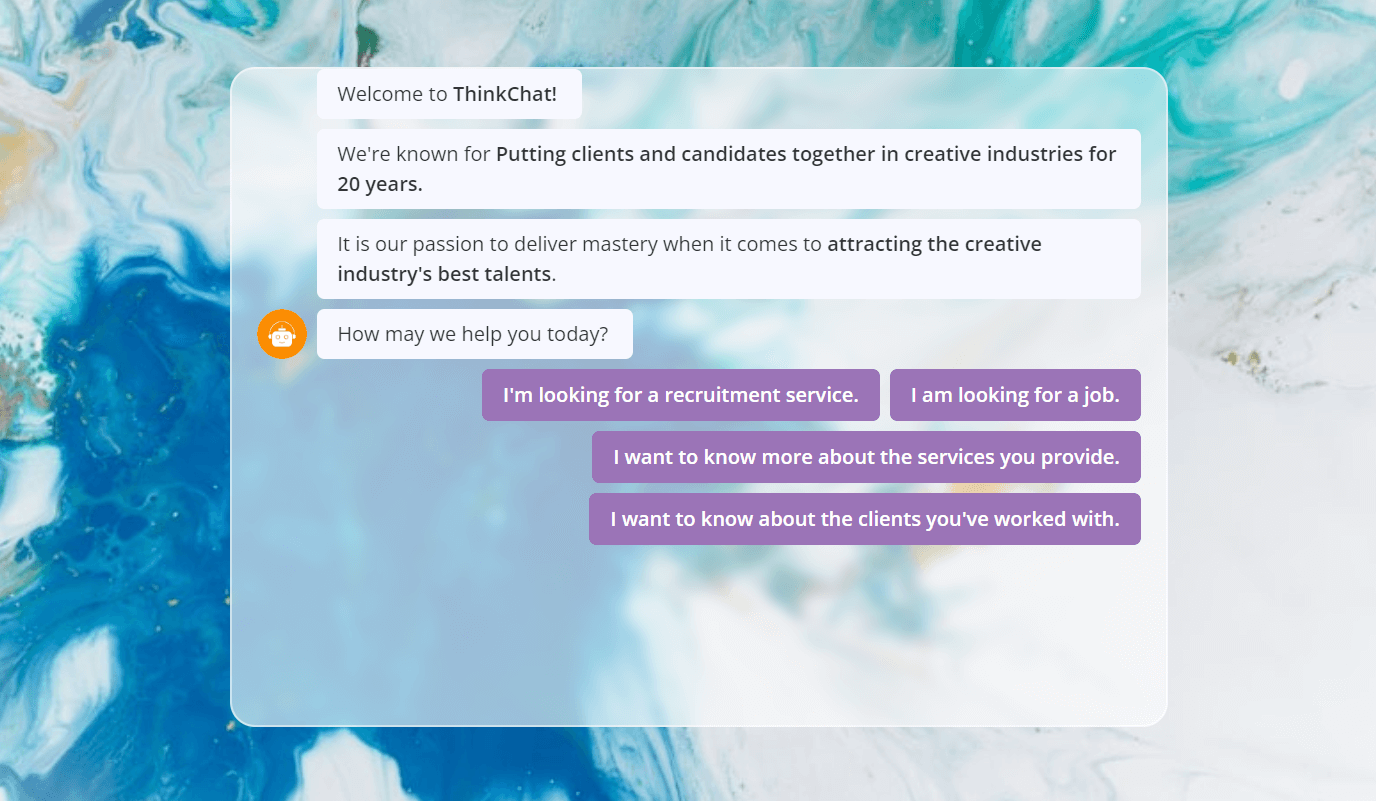 Welcome to ThinkChat!
We're known for Putting clients and candidates together in creative industries for
20 years.
It is our passion to deliver mastery when it comes to attracting the creative
industry's best talents.
How may we help you today?
I'm looking for a recruitment service.
I am looking for a job.
I want to know more about the services you provide.
I want to know about the clients you've worked with.